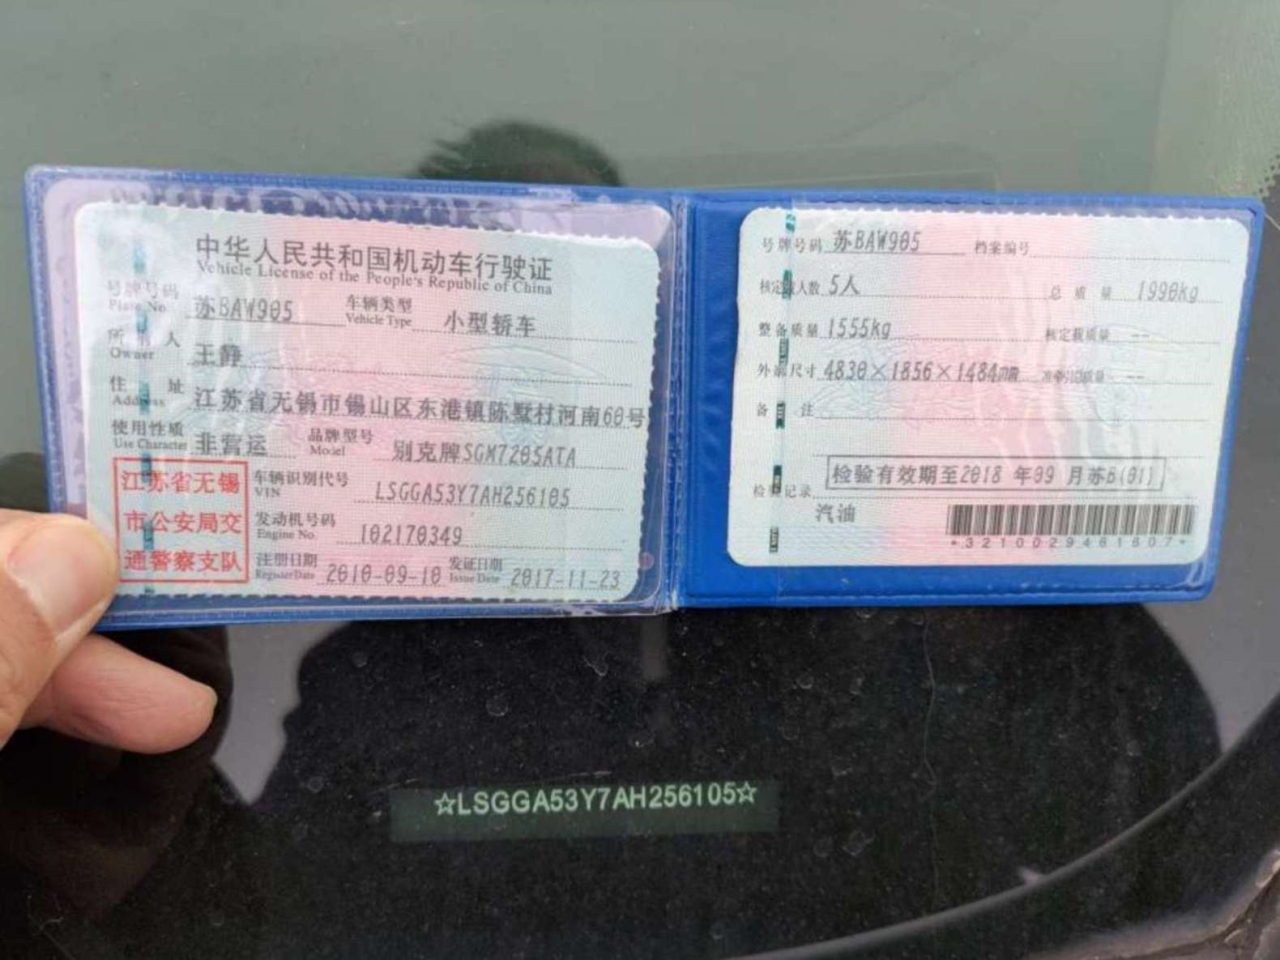 中华人民共和国机动车行驶证
Vehicle License of the People's Republic of China
号牌号码 苏BAW905 车辆类型 小型轿车
Plate No. Vehicle Type
所有人 王静
Owner
住址 江苏省无锡市锡山区东港镇陈墅村河南60号
Address
使用性质 非营运 品牌型号 别克牌SGM7205ATA
Use Character Model
江苏省无锡
市公安局交
通警察支队
车辆识别代号 LSGGA53Y7AH256105
VIN
发动机号码 102170349
Engine No.
注册日期 2010-09-10 发证日期 2017-11-23
Register Date Issue Date
号牌号码 苏BAW905 档案编号
核定载人数 5人 总质量 1990kg
整备质量 1555kg 核定载质量 --
外廓尺寸 4830×1856×1484mm 准牵引总质量 --
备注
检验有效期至2018 年09 月苏B(01)
检验记录
汽油
*3210029481607*
☆LSGGA53Y7AH256105☆